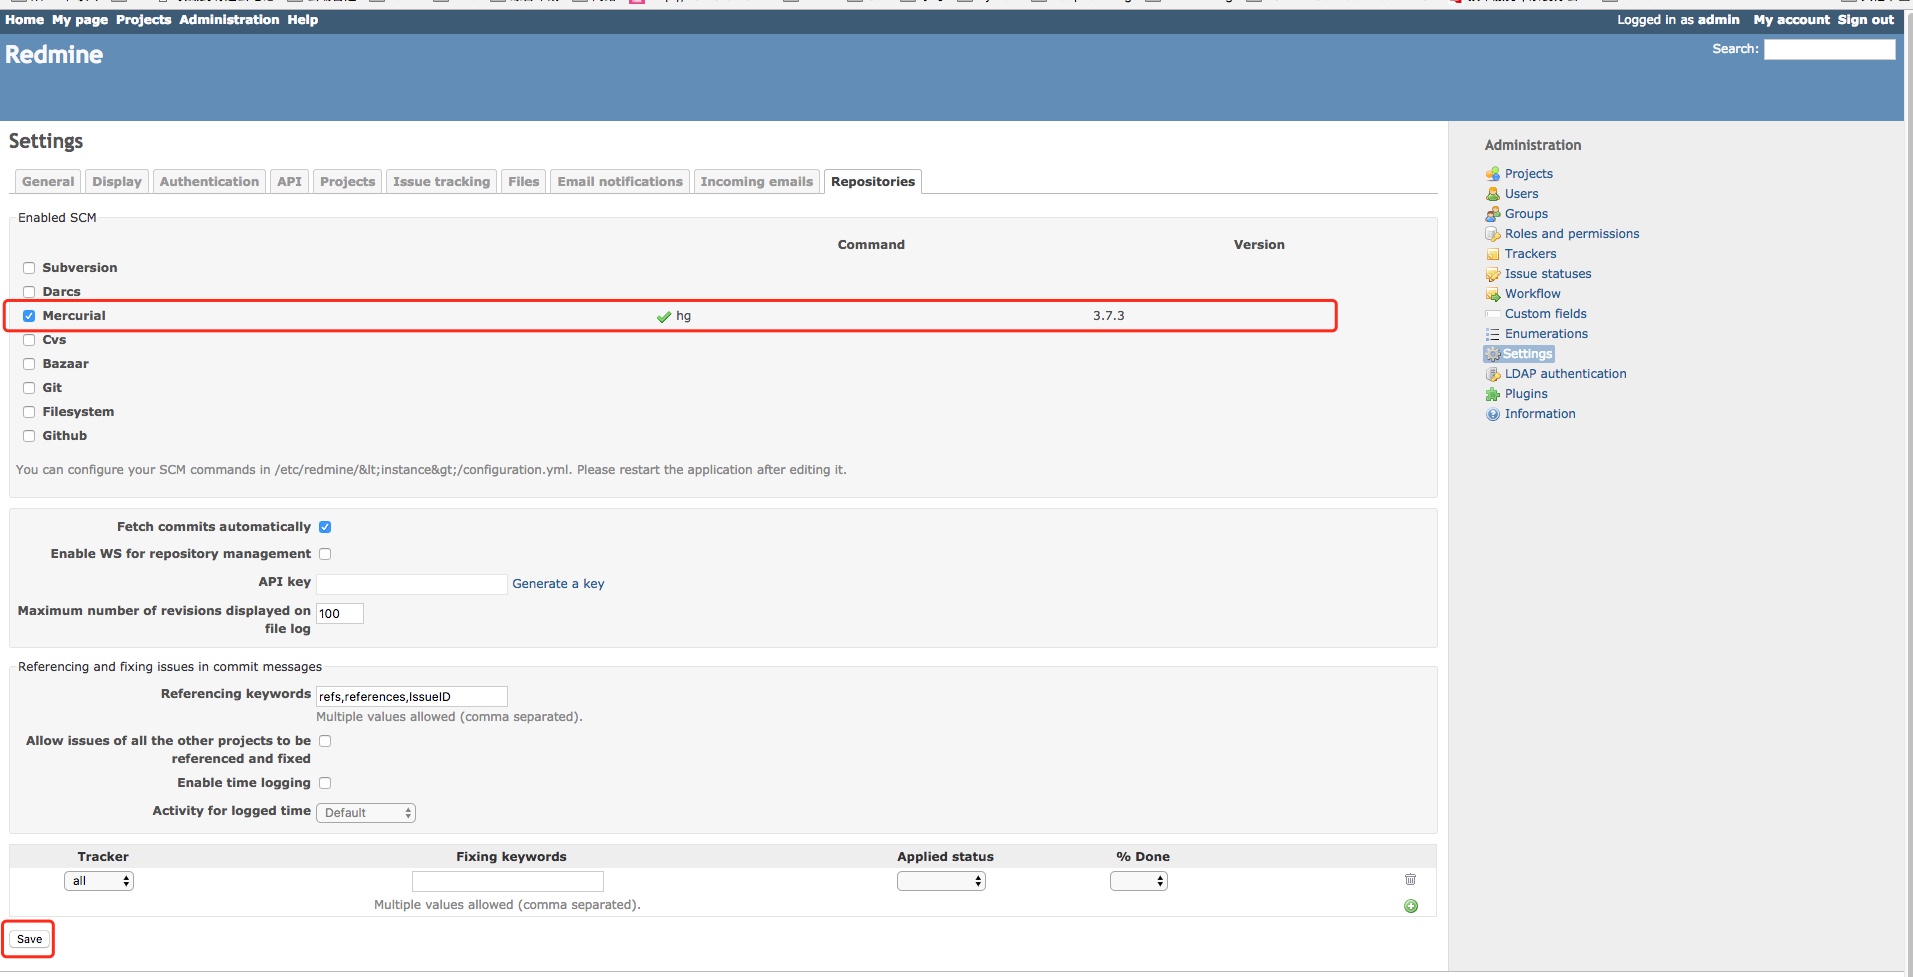 Home My page Projects Administration Help
Logged in as admin My account Sign out
Redmine
Search:
Settings
General Display Authentication API Projects Issue tracking Files Email notifications Incoming emails Repositories
Enabled SCM
Command Version
Subversion
Darcs
Mercurial hg 3.7.3
Cvs
Bazaar
Git
Filesystem
Github
You can configure your SCM commands in /etc/redmine/&lt;instance&gt;/configuration.yml. Please restart the application after editing it.
Fetch commits automatically
Enable WS for repository management
API key Generate a key
Maximum number of revisions displayed on
file log
100
Referencing and fixing issues in commit messages
Referencing keywords refs,references,IssueID
Multiple values allowed (comma separated).
Allow issues of all the other projects to be
referenced and fixed
Enable time logging
Activity for logged time Default
Tracker Fixing keywords Applied status % Done
all
Multiple values allowed (comma separated).
Save
Administration
Projects
Users
Groups
Roles and permissions
Trackers
Issue statuses
Workflow
Custom fields
Enumerations
Settings
LDAP authentication
Plugins
Information